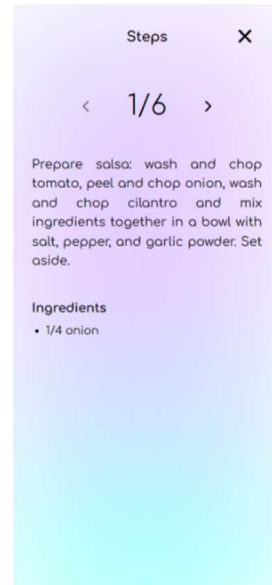 Steps
1/6
Prepare salsa: wash and chop
tomato, peel and chop onion, wash
and chop cilantro and mix
ingredients together in a bowl with
salt, pepper, and garlic powder. Set
aside.
Ingredients
• 1/4 onion